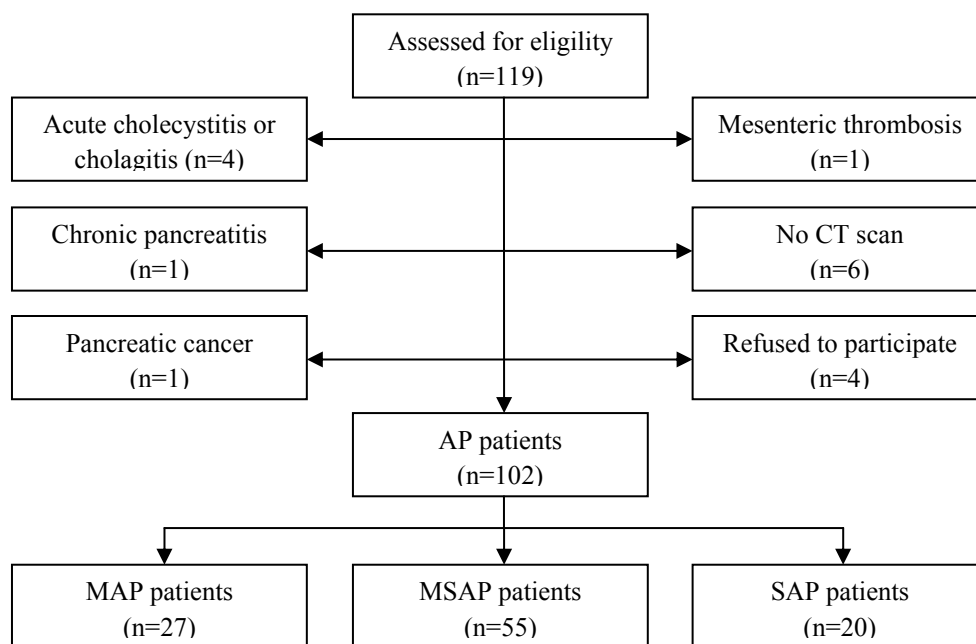 Assessed for eligility
(n=119)
Acute cholecystitis or
cholagitis (n=4)
Mesenteric thrombosis
(n=1)
Chronic pancreatitis
(n=1)
No CT scan
(n=6)
Pancreatic cancer
(n=1)
Refused to participate
(n=4)
AP patients
(n=102)
MAP patients
(n=27)
MSAP patients
(n=55)
SAP patients
(n=20)